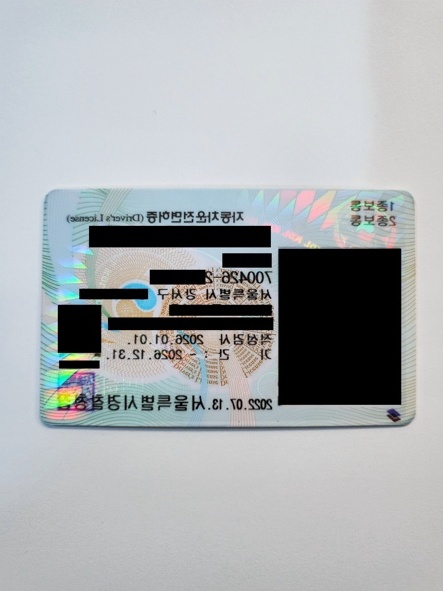 1종보통
2종보통
자동차운전면허증 (Driver's License)
700426-2
서울특별시 강서구
적성검사 2026.01.01.
기 간 : ~ 2026.12.31.
2022.07.13. 서울특별시경찰청장